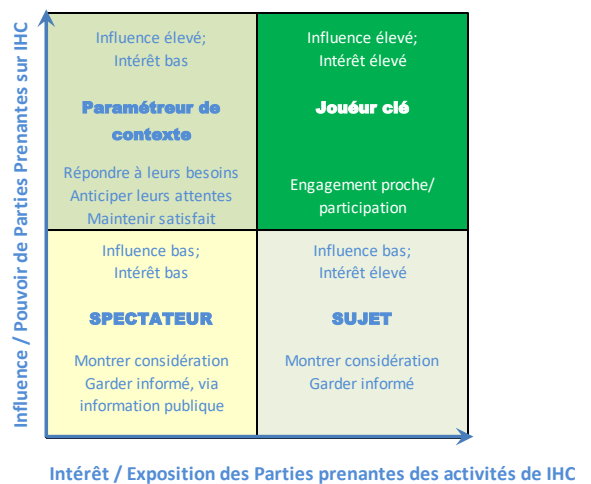 Influence / Pouvoir de Parties Prenantes sur IHC
Influence élevé;
Intérêt bas
Paramétreur de
contexte
Répondre à leurs besoins
Anticiper leurs attentes
Maintenir satisfait
Influence élevé;
Intérêt élevé
Jouéur clé
Engagement proche/
participation
Influence bas;
Intérêt bas
SPECTATEUR
Montrer considération
Garder informé, via
information publique
Influence bas;
Intérêt élevé
SUJET
Montrer considération
Garder informé
Intérêt / Exposition des Parties prenantes des activités de IHC